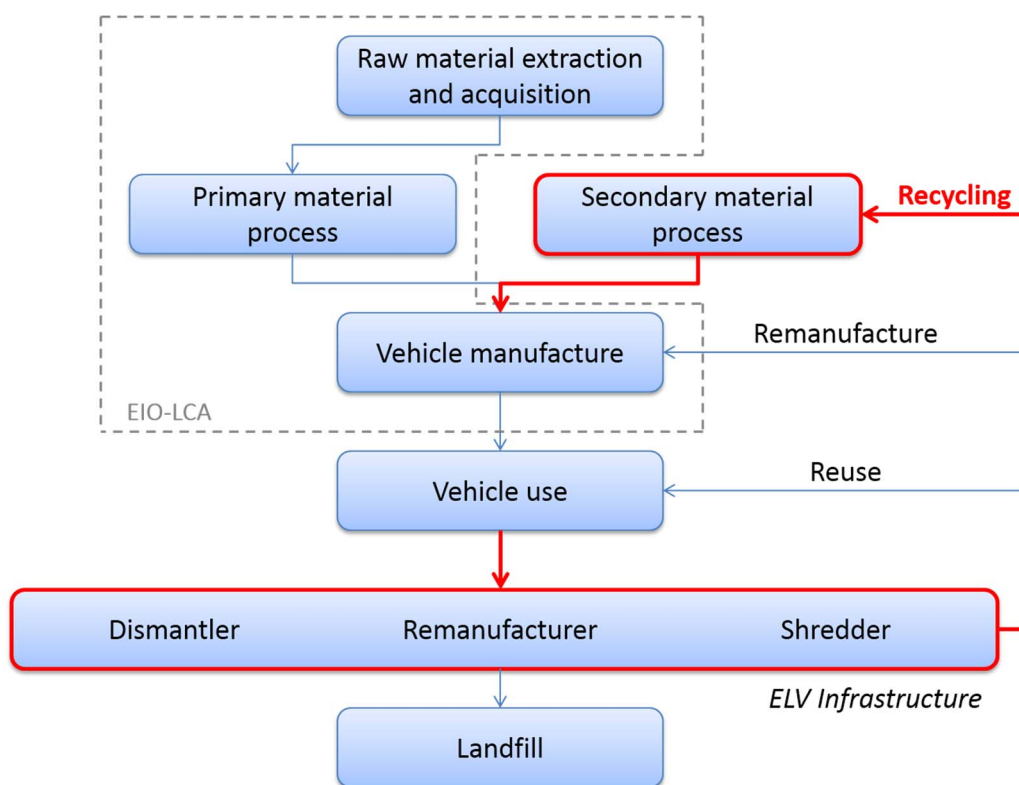 Raw material extraction
and acquisition
Primary material
process
Secondary material
process
Recycling
Vehicle manufacture
Remanufacture
EIO-LCA
Vehicle use
Reuse
Dismantler
Remanufacturer
Shredder
ELV Infrastructure
Landfill